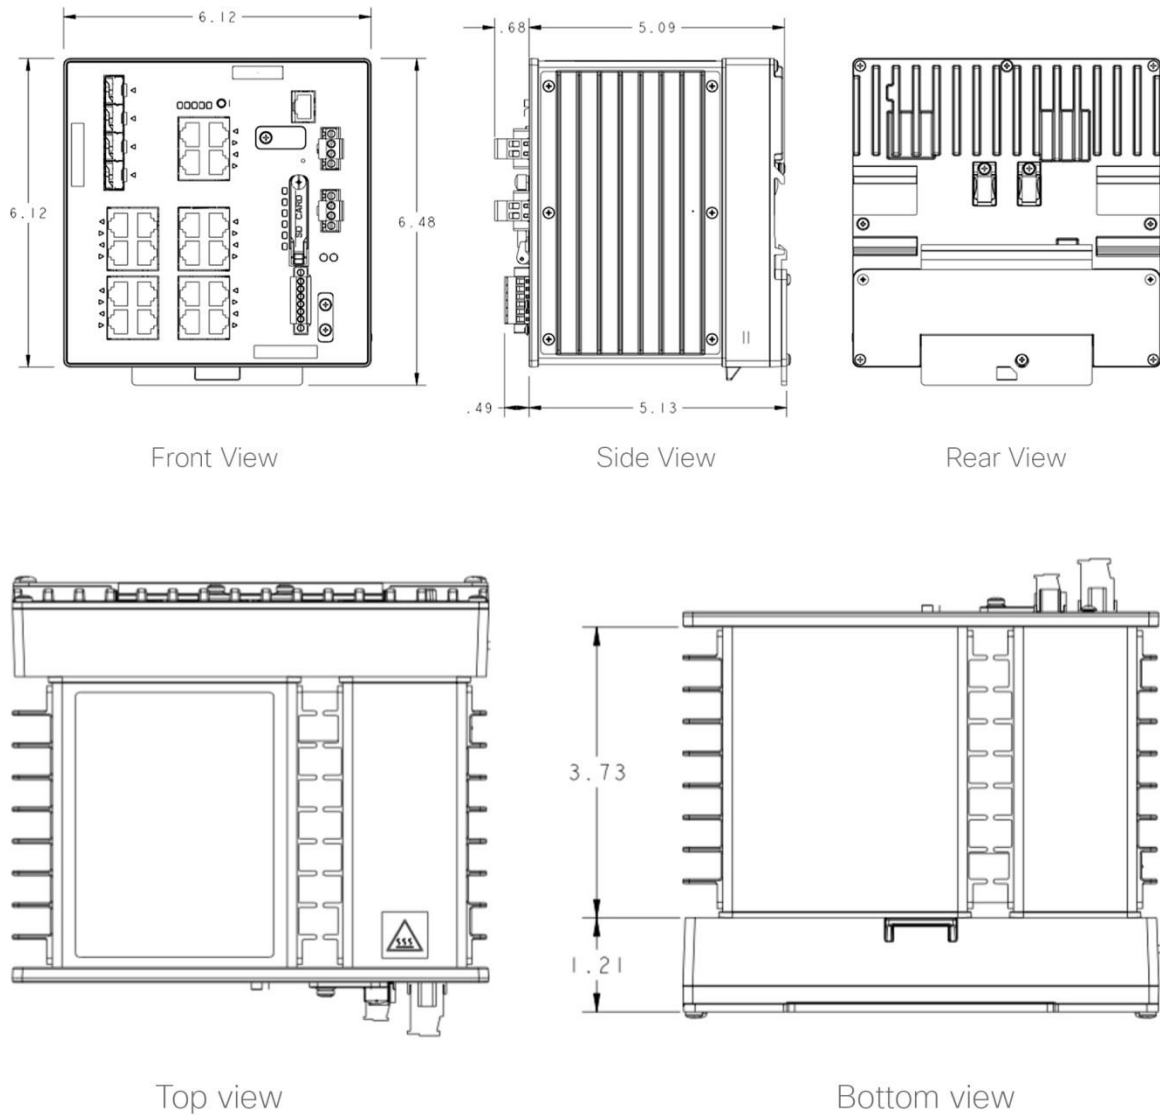 6.12
.68
5.09
6.12
6.48
SD CARD
.49
5.13
Front View
Side View
Rear View
3.73
1.21
Top view
Bottom view